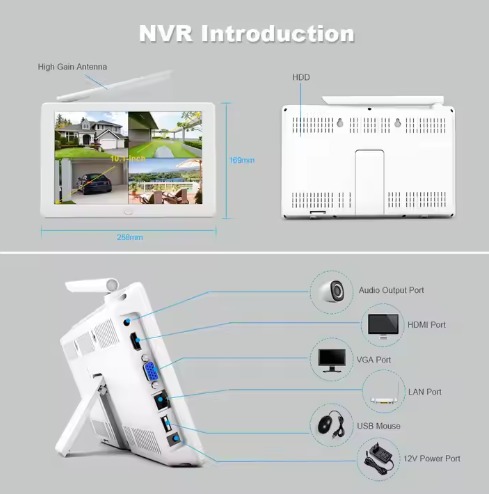 NVR Introduction
High Gain Antenna
HDD
10.1-inch
169mm
258mm
Audio Output Port
HDMI Port
VGA Port
LAN Port
USB Mouse
12V Power Port